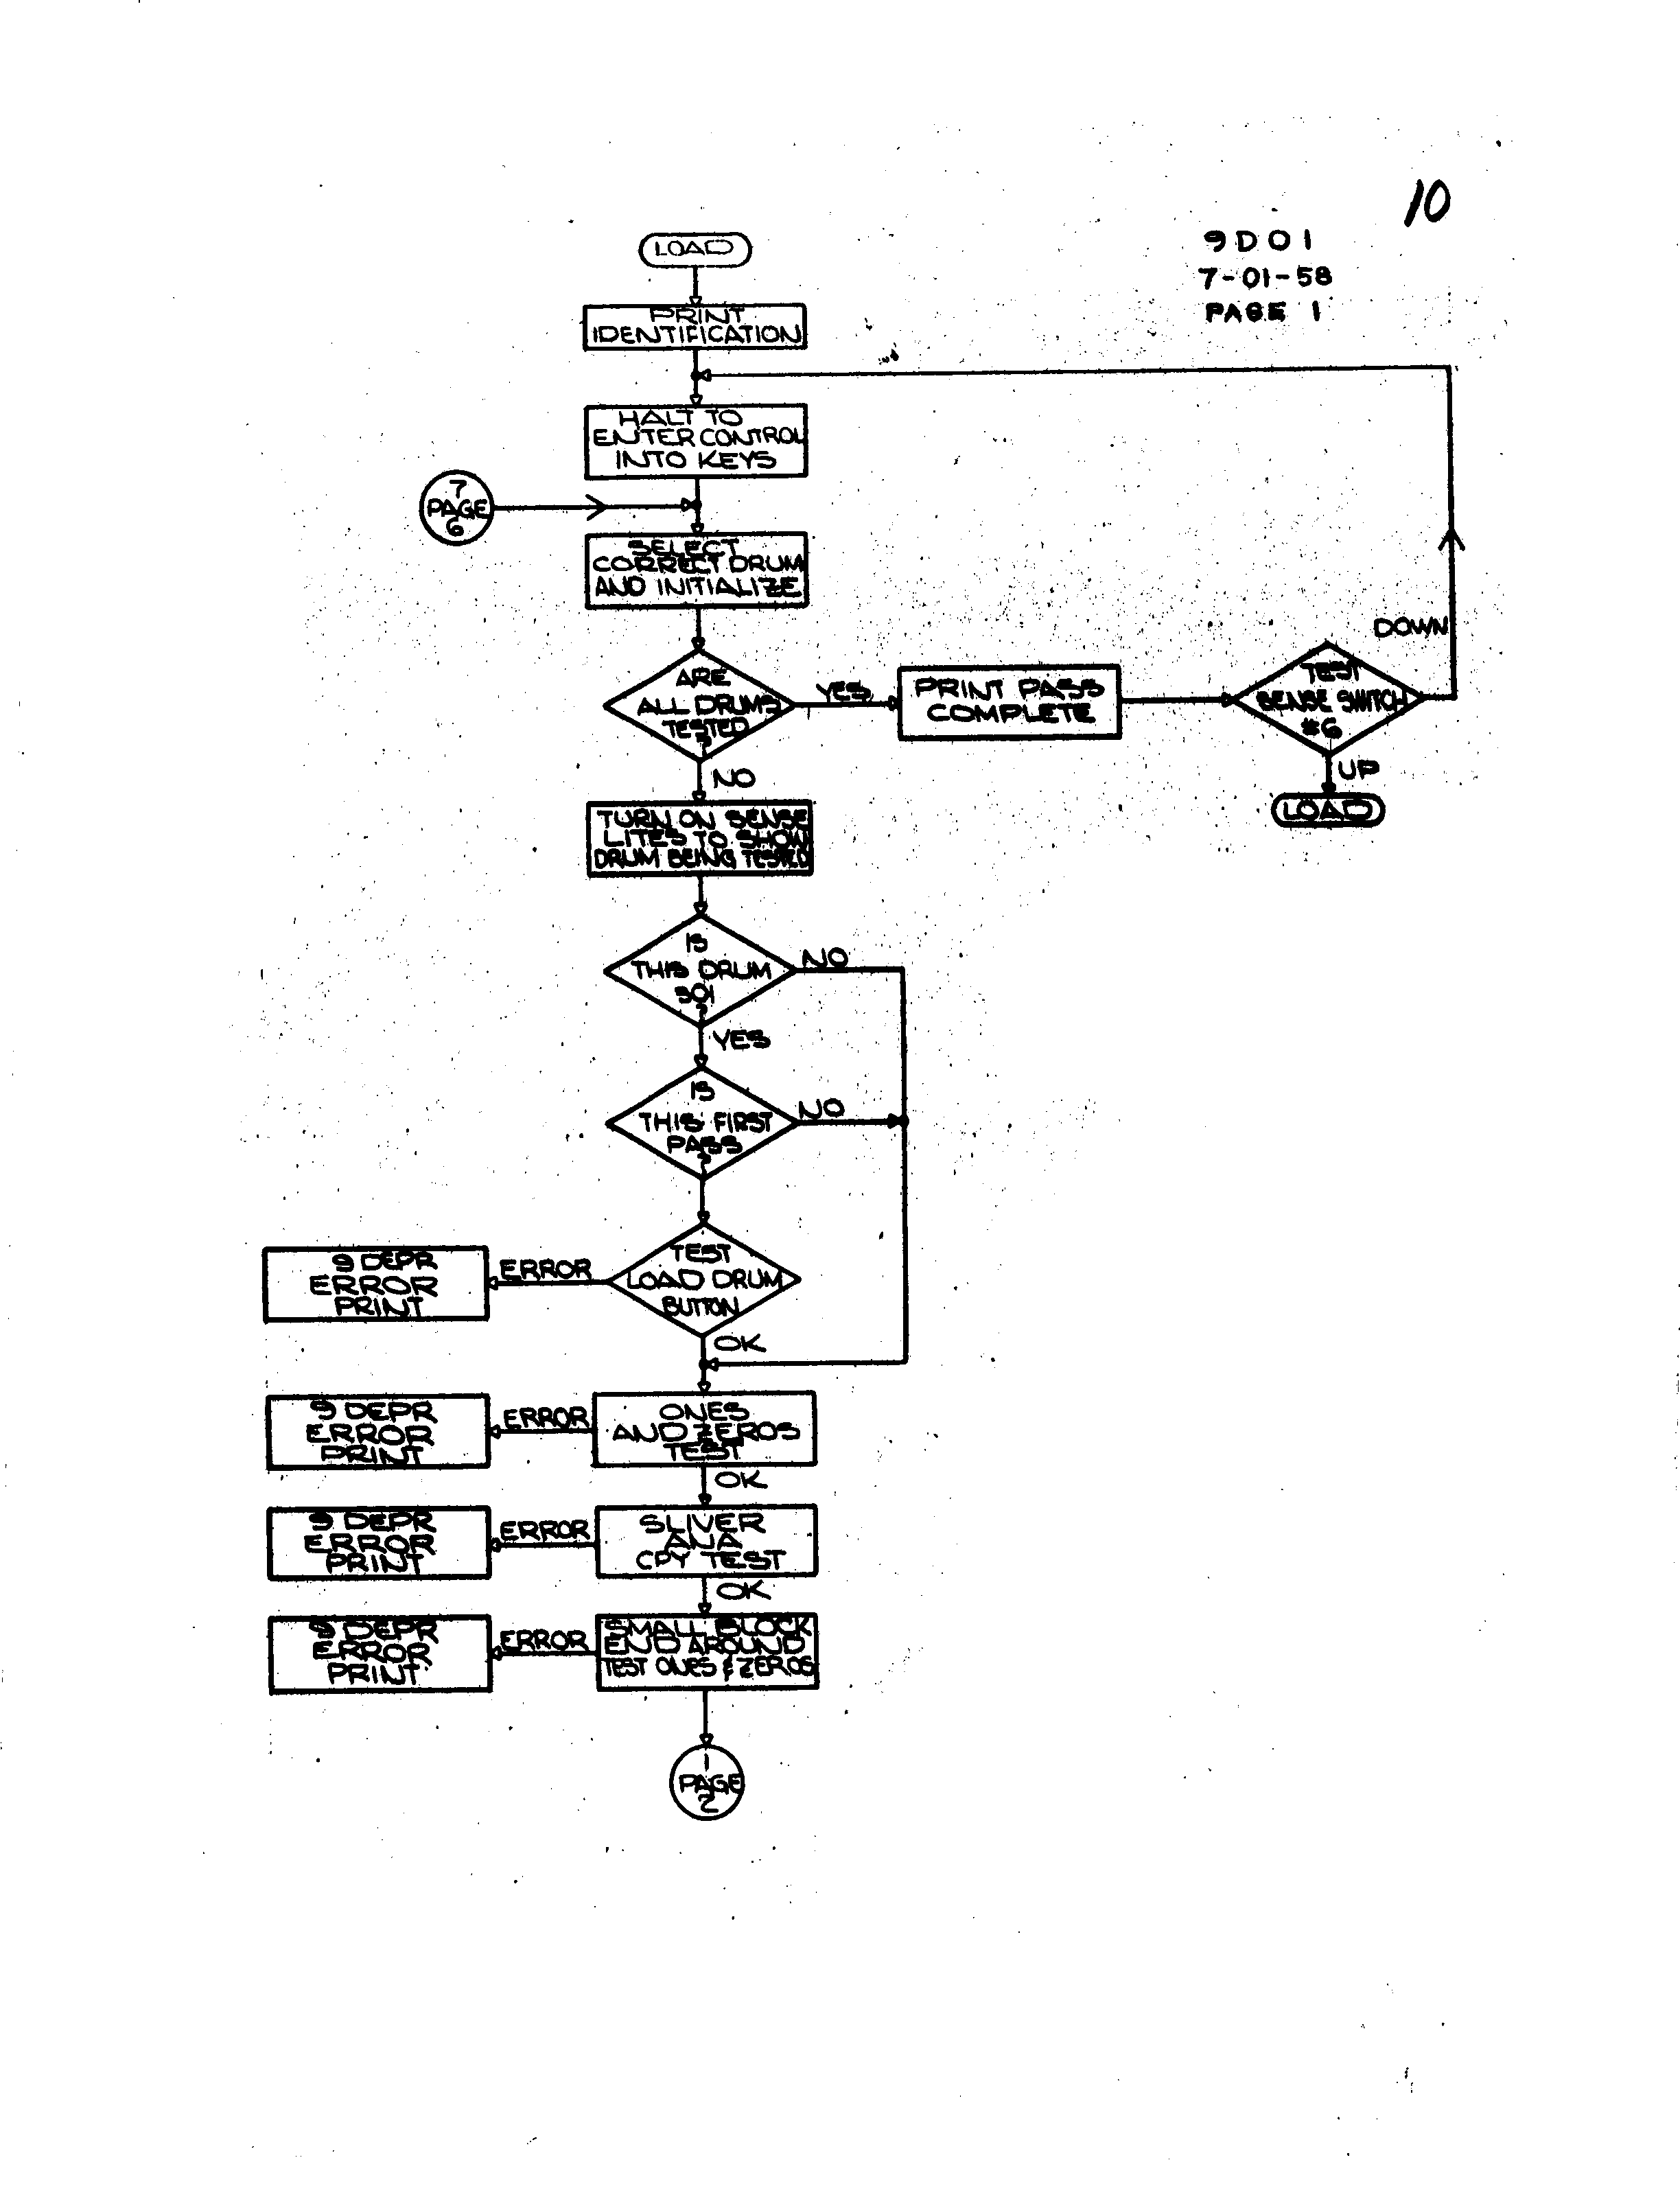 10
9D01
7-01-58
PAGE 1
LOAD
PRINT
IDENTIFICATION
HALT TO
ENTER CONTROL
INTO KEYS
7
PAGE
6
SELECT
CORRECT DRUM
AND INITIALIZE
DOWN
ARE
ALL DRUMS
TESTED
?
YES
PRINT PASS
COMPLETE
TEST
SENSE SWITCH
#6
NO
UP
LOAD
TURN ON SENSE
LITES TO SHOW
DRUM BEING TESTED
IS
THIS DRUM
301
?
NO
YES
IS
THIS FIRST
PASS
?
NO
TEST
LOAD DRUM
BUTTON
ERROR
9 DEPR
ERROR
PRINT
OK
ONES
AND ZEROS
TEST
ERROR
9 DEPR
ERROR
PRINT
OK
SLIVER
ANA
CPY TEST
ERROR
9 DEPR
ERROR
PRINT
OK
SMALL BLOCK
END AROUND
TEST ONES & ZEROS
ERROR
9 DEPR
ERROR
PRINT
1
PAGE
2